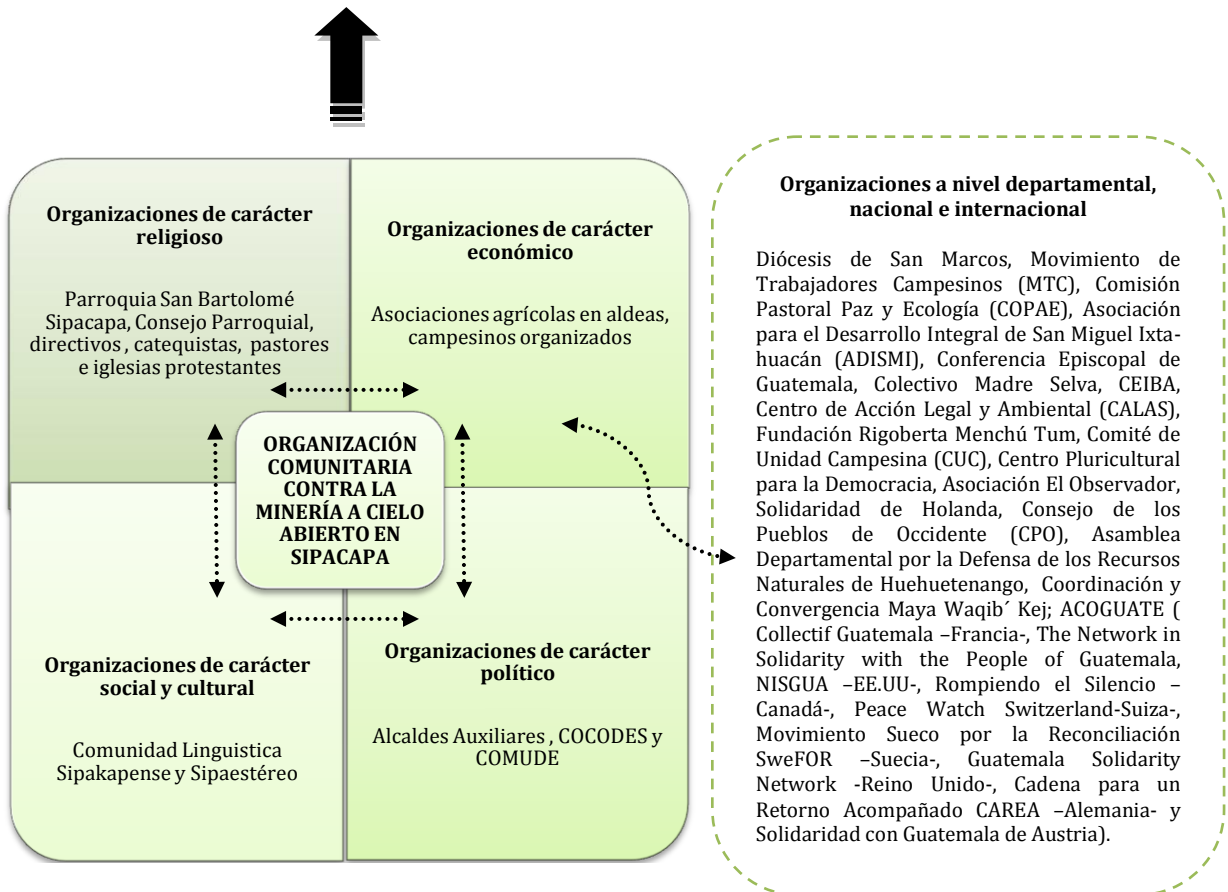 Organizaciones de carácter
religioso
Parroquia San Bartolomé
Sipacapa, Consejo Parroquial,
directivos , catequistas, pastores
e iglesias protestantes
Organizaciones de carácter
económico
Asociaciones agrícolas en aldeas,
campesinos organizados
ORGANIZACIÓN
COMUNITARIA
CONTRA LA
MINERÍA A CIELO
ABIERTO EN
SIPACAPA
Organizaciones de carácter
social y cultural
Comunidad Linguistica
Sipakapense y Sipaestéreo
Organizaciones de carácter
político
Alcaldes Auxiliares , COCODES y
COMUDE
Organizaciones a nivel departamental,
nacional e internacional
Diócesis de San Marcos, Movimiento de
Trabajadores Campesinos (MTC), Comisión
Pastoral Paz y Ecología (COPAE), Asociación
para el Desarrollo Integral de San Miguel Ixta-
huacán (ADISMI), Conferencia Episcopal de
Guatemala, Colectivo Madre Selva, CEIBA,
Centro de Acción Legal y Ambiental (CALAS),
Fundación Rigoberta Menchú Tum, Comité de
Unidad Campesina (CUC), Centro Pluricultural
para la Democracia, Asociación El Observador,
Solidaridad de Holanda, Consejo de los
Pueblos de Occidente (CPO), Asamblea
Departamental por la Defensa de los Recursos
Naturales de Huehuetenango, Coordinación y
Convergencia Maya Waqib´ Kej; ACOGUATE (
Collectif Guatemala –Francia-, The Network in
Solidarity with the People of Guatemala,
NISGUA –EE.UU-, Rompiendo el Silencio –
Canadá-, Peace Watch Switzerland-Suiza-,
Movimiento Sueco por la Reconciliación
SweFOR –Suecia-, Guatemala Solidarity
Network -Reino Unido-, Cadena para un
Retorno Acompañado CAREA –Alemania- y
Solidaridad con Guatemala de Austria).